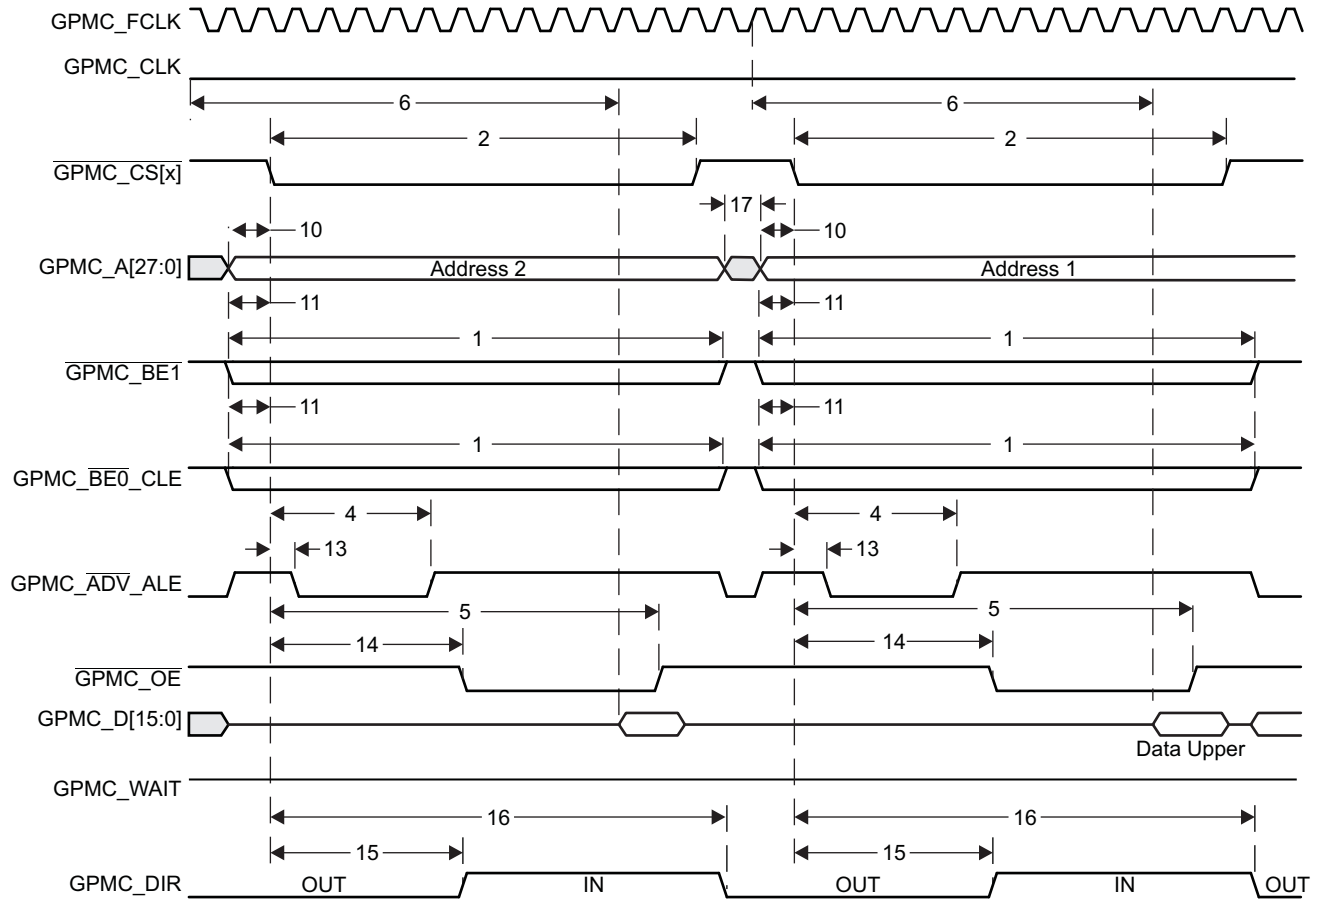 GPMC_FCLK
GPMC_CLK
6 6
2 2
GPMC_CS[x]
17
10 10
GPMC_A[27:0] Address 2 Address 1
11 11
1 1
GPMC_BE1
11 11
1 1
GPMC_BE0_CLE
4 4
13 13
GPMC_ADV_ALE
5 5
14 14
GPMC_OE
GPMC_D[15:0]
Data Upper
GPMC_WAIT
16 16
15 15
GPMC_DIR OUT IN OUT IN OUT